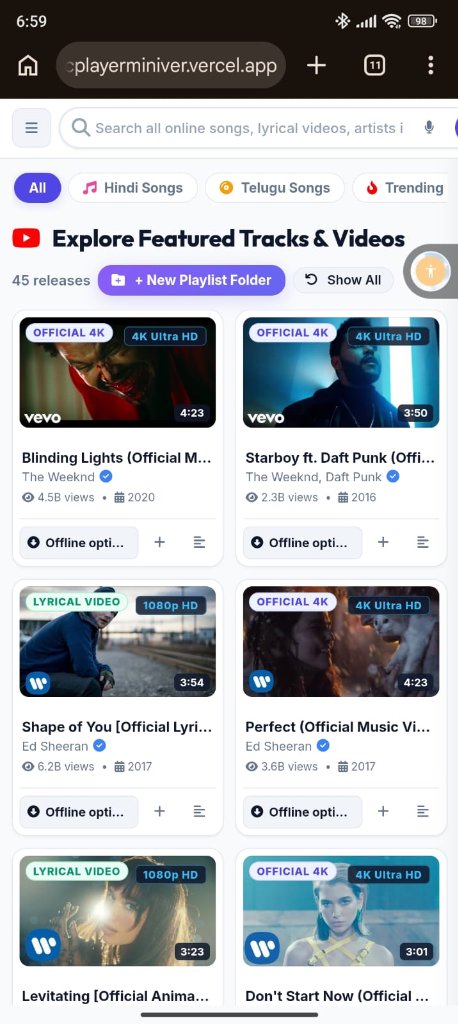 6:59
98
cplayerminiver.vercel.app
11
Search all online songs, lyrical videos, artists i
All
Hindi Songs
Telugu Songs
Trending
Explore Featured Tracks & Videos
45 releases
+ New Playlist Folder
Show All
OFFICIAL 4K
4K Ultra HD
vevo
4:23
Blinding Lights (Official M...
The Weeknd
4.5B views • 2020
Offline opti...
OFFICIAL 4K
4K Ultra HD
vevo
3:50
Starboy ft. Daft Punk (Offi...
The Weeknd, Daft Punk
2.3B views • 2016
Offline opti...
LYRICAL VIDEO
1080p HD
3:54
Shape of You [Official Lyri...
Ed Sheeran
6.2B views • 2017
Offline opti...
OFFICIAL 4K
4K Ultra HD
4:23
Perfect (Official Music Vi...
Ed Sheeran
3.6B views • 2017
Offline opti...
LYRICAL VIDEO
1080p HD
3:23
Levitating [Official Anima...
OFFICIAL 4K
4K Ultra HD
3:01
Don't Start Now (Official ...